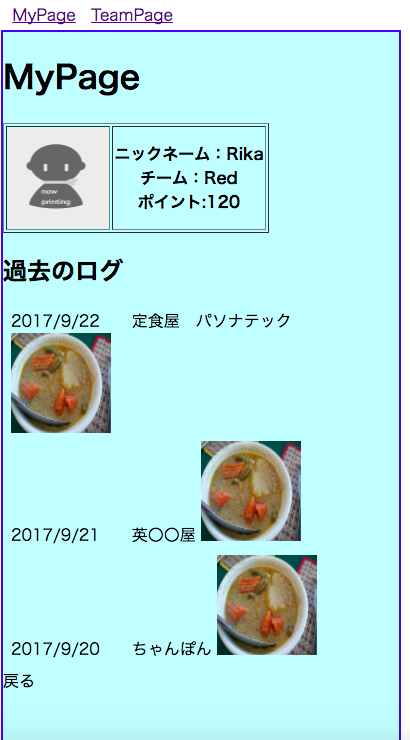 MyPage TeamPage
MyPage
now
printing
ニックネーム：Rika
チーム：Red
ポイント:120
過去のログ
2017/9/22　　定食屋　パソナテック
2017/9/21　　英〇〇屋
2017/9/20　　ちゃんぽん
戻る